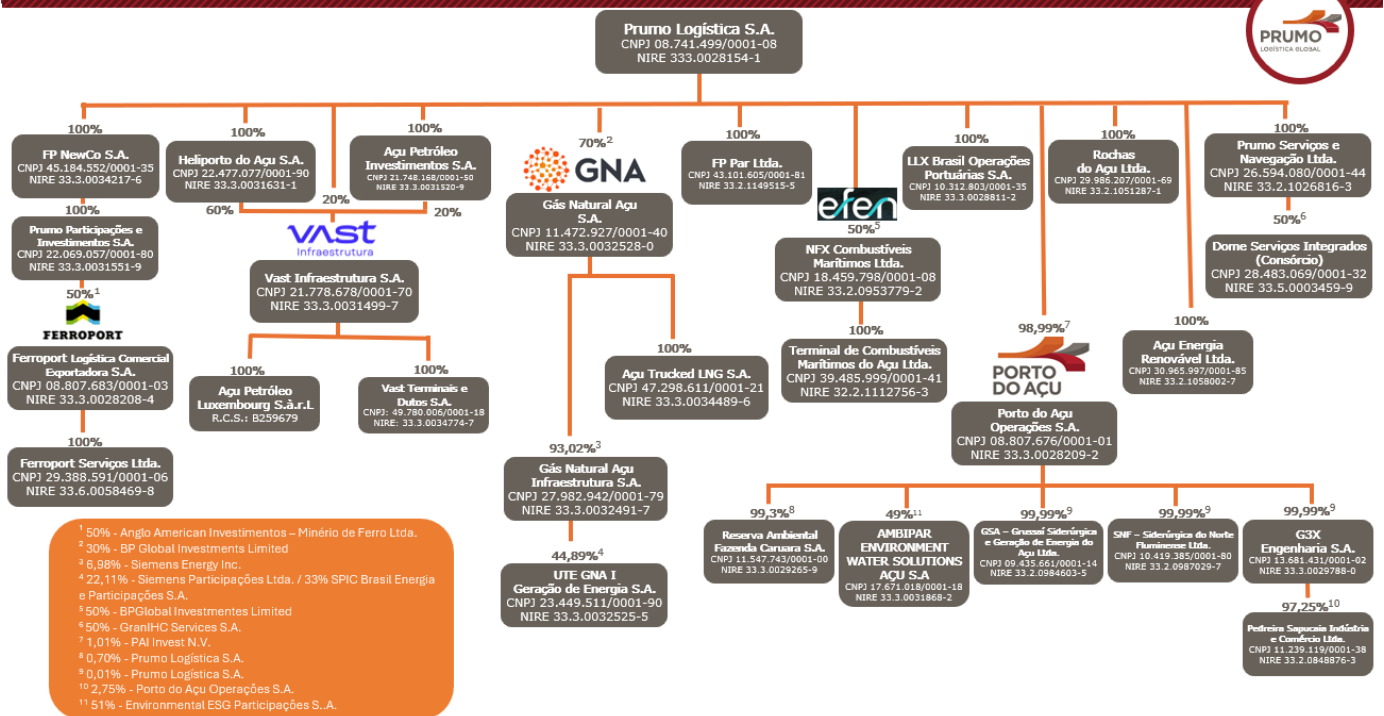 Prumo Logística S.A.
CNPJ 08.741.499/0001-08
NIRE 333.0028154-1
PRUMO
LOGÍSTICA GLOBAL
100%
FP NewCo S.A.
CNPJ 45.184.552/0001-35
NIRE 33.3.0034217-6
100%
Prumo Participações e
Investimentos S.A.
CNPJ 22.069.057/0001-80
NIRE 33.3.0031551-9
50%¹
FERROPORT
Ferroport Logística Comercial
Exportadora S.A.
CNPJ 08.807.683/0001-03
NIRE 33.3.0028208-4
100%
Ferroport Serviços Ltda.
CNPJ 29.388.591/0001-06
NIRE 33.6.0058469-8
100%
Heliporto do Açu S.A.
CNPJ 22.477.077/0001-90
NIRE 33.3.0031631-1
60%
20%
100%
Açu Petróleo
Investimentos S.A.
CNPJ 21.748.168/0001-50
NIRE 33.3.0031520-9
20%
VAST
Infraestrutura
Vast Infraestrutura S.A.
CNPJ 21.778.678/0001-70
NIRE 33.3.0031499-7
100%
Açu Petróleo
Luxembourg S.à.r.L
R.C.S.: B259679
100%
Vast Terminais e
Dutos S.A.
CNPJ: 49.780.006/0001-18
NIRE: 33.3.0034774-7
70%²
GNA
Gás Natural Açu
S.A.
CNPJ 11.472.927/0001-40
NIRE 33.3.0032528-0
100%
Açu Trucked LNG S.A.
CNPJ 47.298.611/0001-21
NIRE 33.3.0034489-6
93,02%³
Gás Natural Açu
Infraestrutura S.A.
CNPJ 27.982.942/0001-79
NIRE 33.3.0032491-7
44,89%⁴
UTE GNA I
Geração de Energia S.A.
CNPJ 23.449.511/0001-90
NIRE 33.3.0032525-5
100%
FP Par Ltda.
CNPJ 43.101.605/0001-81
NIRE 33.2.1149515-5
efen
50%⁵
NFX Combustíveis
Marítimos Ltda.
CNPJ 18.459.798/0001-08
NIRE 33.2.0953779-2
100%
Terminal de Combustíveis
Marítimos do Açu Ltda.
CNPJ 39.485.999/0001-41
NIRE 32.2.1112756-3
100%
LLX Brasil Operações
Portuárias S.A.
CNPJ 10.312.803/0001-35
NIRE 33.3.0028811-2
98,99%⁷
PORTO
DO AÇU
Porto do Açu
Operações S.A.
CNPJ 08.807.676/0001-01
NIRE 33.3.0028209-2
100%
Rochas
do Açu Ltda.
CNPJ 29.986.207/0001-69
NIRE 33.2.1051287-1
100%
Açu Energia
Renovável Ltda.
CNPJ 30.965.997/0001-85
NIRE 33.2.1058002-7
100%
Prumo Serviços e
Navegação Ltda.
CNPJ 26.594.080/0001-44
NIRE 33.2.1026816-3
50%⁶
Dome Serviços Integrados
(Consórcio)
CNPJ 28.483.069/0001-32
NIRE 33.5.0003459-9
99,3%⁸
Reserva Ambiental
Fazenda Caruara S.A.
CNPJ 11.547.743/0001-00
NIRE 33.3.0029265-9
49%¹¹
AMBIPAR
ENVIRONMENT
WATER SOLUTIONS
AÇU S.A
CNPJ 17.671.018/0001-18
NIRE 33.3.0031868-2
99,99%⁹
GSA – Grussaí Siderúrgica
e Geração de Energia do
Açu Ltda.
CNPJ 09.435.661/0001-14
NIRE 33.2.0984603-5
99,99%⁹
SNF – Siderúrgica do Norte
Fluminense Ltda.
CNPJ 10.419.385/0001-80
NIRE 33.2.0987029-7
99,99%⁹
G3X
Engenharia S.A.
CNPJ 13.681.431/0001-02
NIRE 33.3.0029788-0
97,25%¹⁰
Pedreira Sapucaia Indústria
e Comércio Ltda.
CNPJ 11.239.119/0001-38
NIRE 33.2.0848876-3
¹ 50% - Anglo American Investimentos – Minério de Ferro Ltda.
² 30% - BP Global Investments Limited
³ 6,98% - Siemens Energy Inc.
⁴ 22,11% - Siemens Participações Ltda. / 33% SPIC Brasil Energia
e Participações S.A.
⁵ 50% - BPGlobal Investmentes Limited
⁶ 50% - GranIHC Services S.A.
⁷ 1,01% - PAI Invest N.V.
⁸ 0,70% - Prumo Logística S.A.
⁹ 0,01% - Prumo Logística S.A.
¹⁰ 2,75% - Porto do Açu Operações S.A.
¹¹ 51% - Environmental ESG Participações S..A.